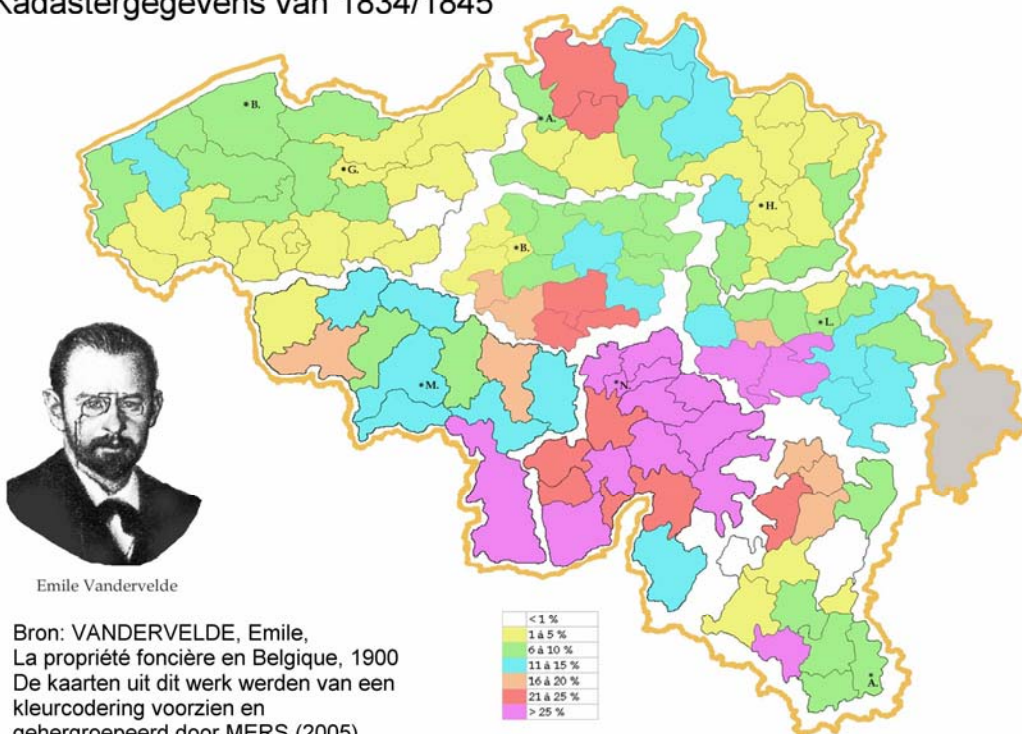 Kadastergegevens van 1834/1845
B.
A.
G.
H.
B.
L.
M.
N.
A.
Emile Vandervelde
Bron: VANDERVELDE, Emile,
La propriété foncière en Belgique, 1900
De kaarten uit dit werk werden van een
kleurcodering voorzien en
gehergroepeerd door MERS (2005)
< 1 %
1 à 5 %
6 à 10 %
11 à 15 %
16 à 20 %
21 à 25 %
> 25 %